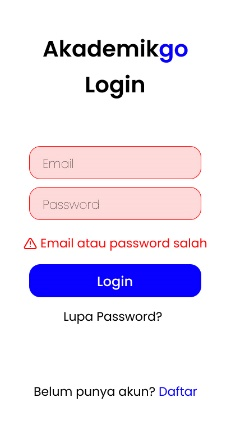 Akademikgo
Login
Email
Password
Email atau password salah
Login
Lupa Password?
Belum punya akun? Daftar